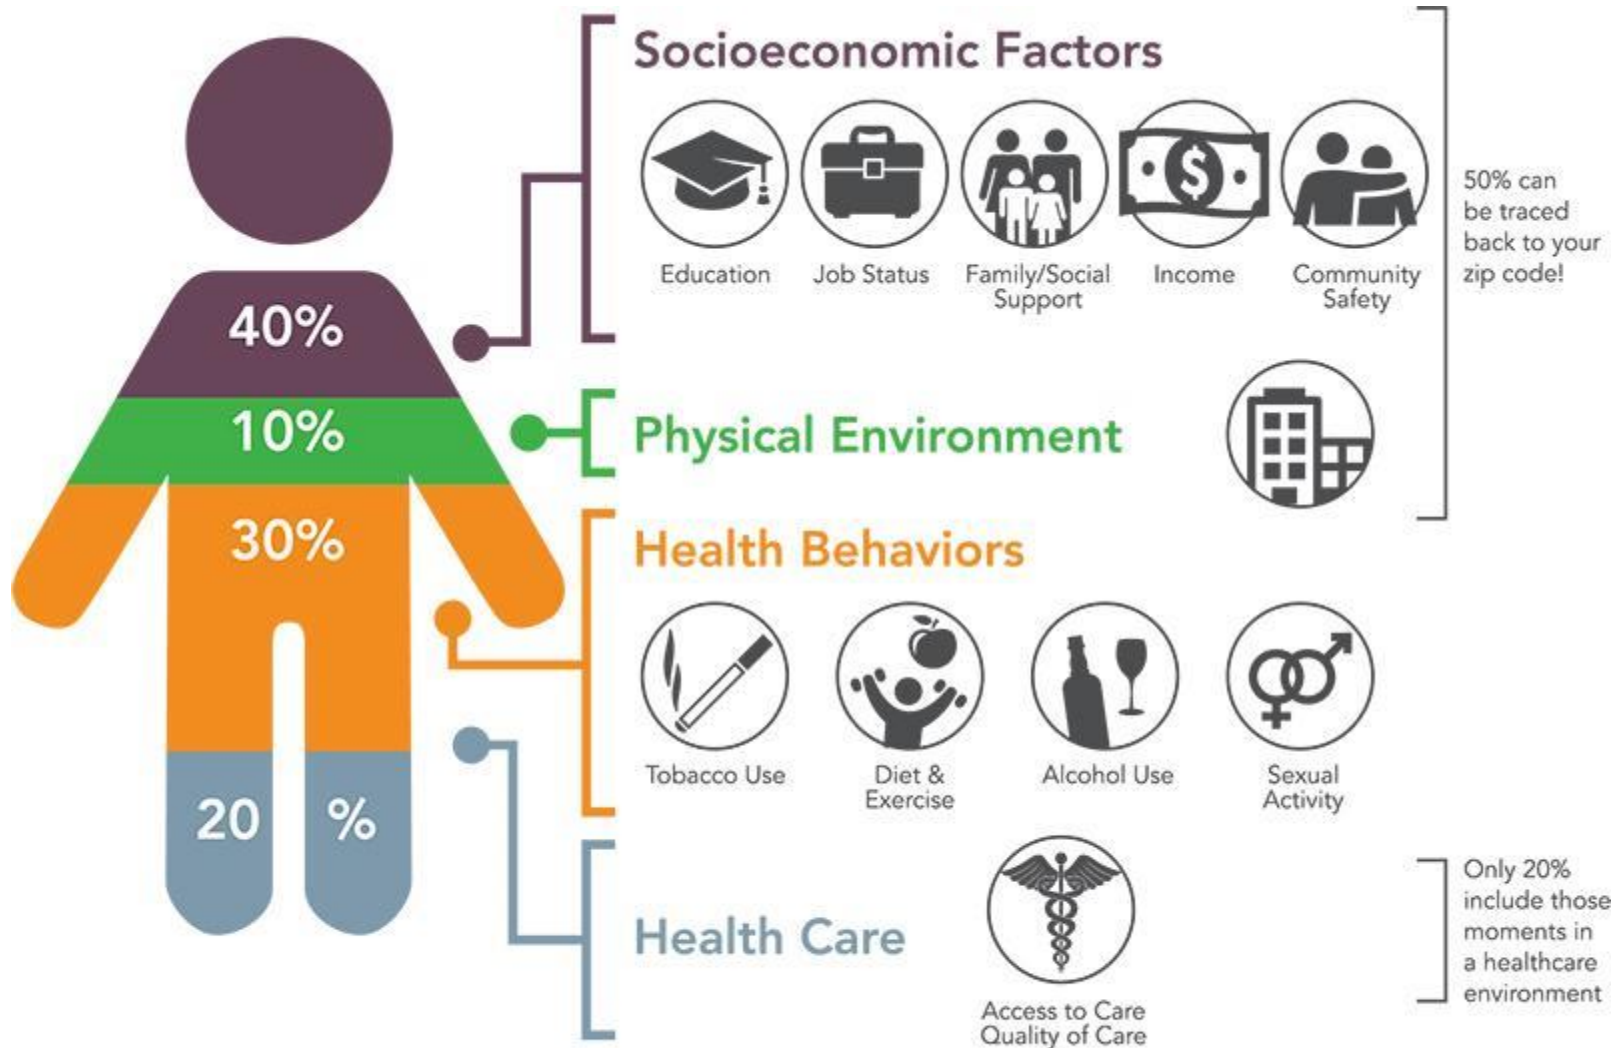 Socioeconomic Factors
Education
Job Status
Family/Social
Support
Income
Community
Safety
50% can
be traced
back to your
zip code!
40%
10%
Physical Environment
30%
Health Behaviors
Tobacco Use
Diet &
Exercise
Alcohol Use
Sexual
Activity
20 %
Health Care
Access to Care
Quality of Care
Only 20%
include those
moments in
a healthcare
environment